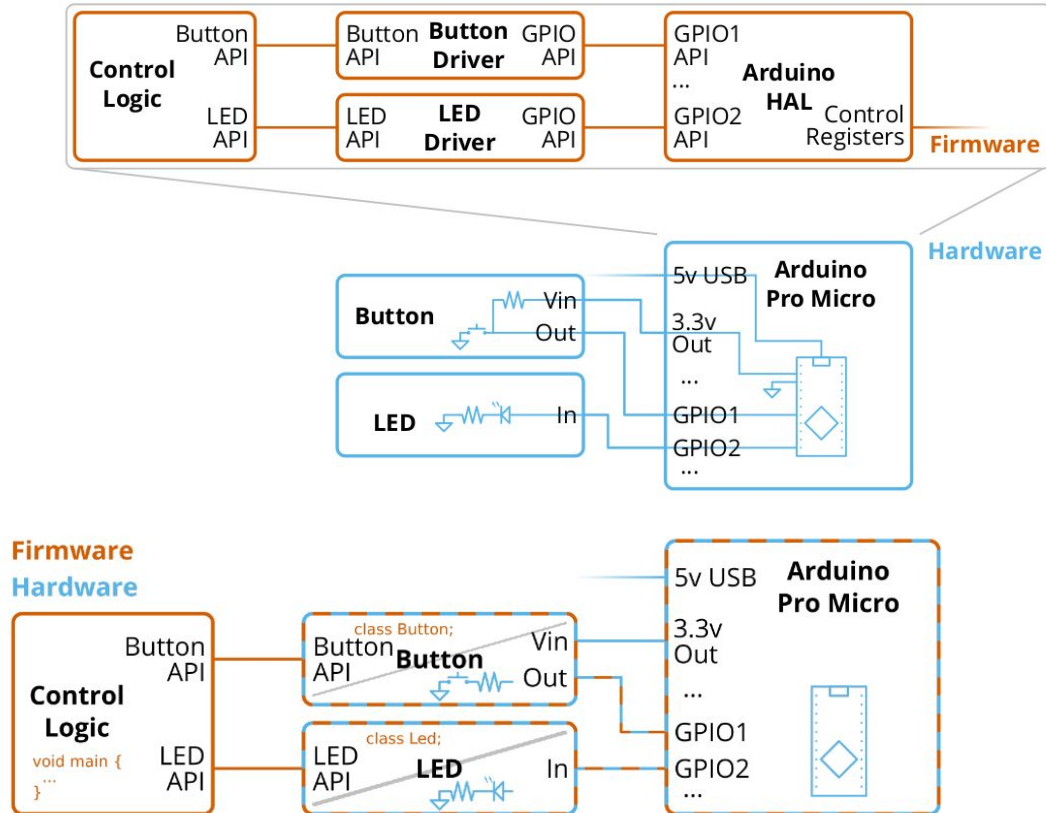 Control
Logic
Button
API
LED
API
Button
API
Button
Driver
GPIO
API
LED
API
LED
Driver
GPIO
API
GPIO1
API
...
GPIO2
API
Arduino
HAL
Control
Registers
Firmware
Hardware
Button
Vin
Out
LED
In
5v USB
3.3v
Out
...
GPIO1
GPIO2
...
Arduino
Pro Micro
Firmware
Hardware
Control
Logic
void main {
...
}
Button
API
LED
API
class Button;
Button
API
Button
Vin
Out
class Led;
LED
API
LED
In
5v USB
3.3v
Out
...
GPIO1
GPIO2
...
Arduino
Pro Micro